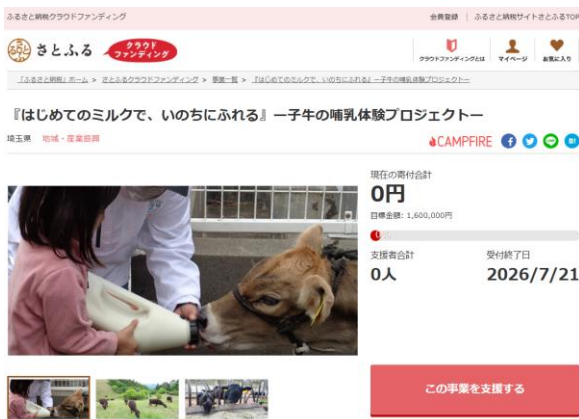 ふるさと納税クラウドファンディング
会員登録 ふるさと納税サイトさとふるTOP
さとふる
クラウド
ファンディング
クラウドファンディングとは マイページ お気に入り
「ふるさと納税」ホーム > さとふるクラウドファンディング > 事業一覧 > 『はじめてのミルクで、いのちにふれる』―子牛の哺乳体験プロジェクトー
『はじめてのミルクで、いのちにふれる』―子牛の哺乳体験プロジェクトー
埼玉県 地域・産業振興
CAMPFIRE
現在の寄付合計
0円
目標金額: 1,600,000円
支援者合計 受付終了日
0人 2026/7/21
この事業を支援する